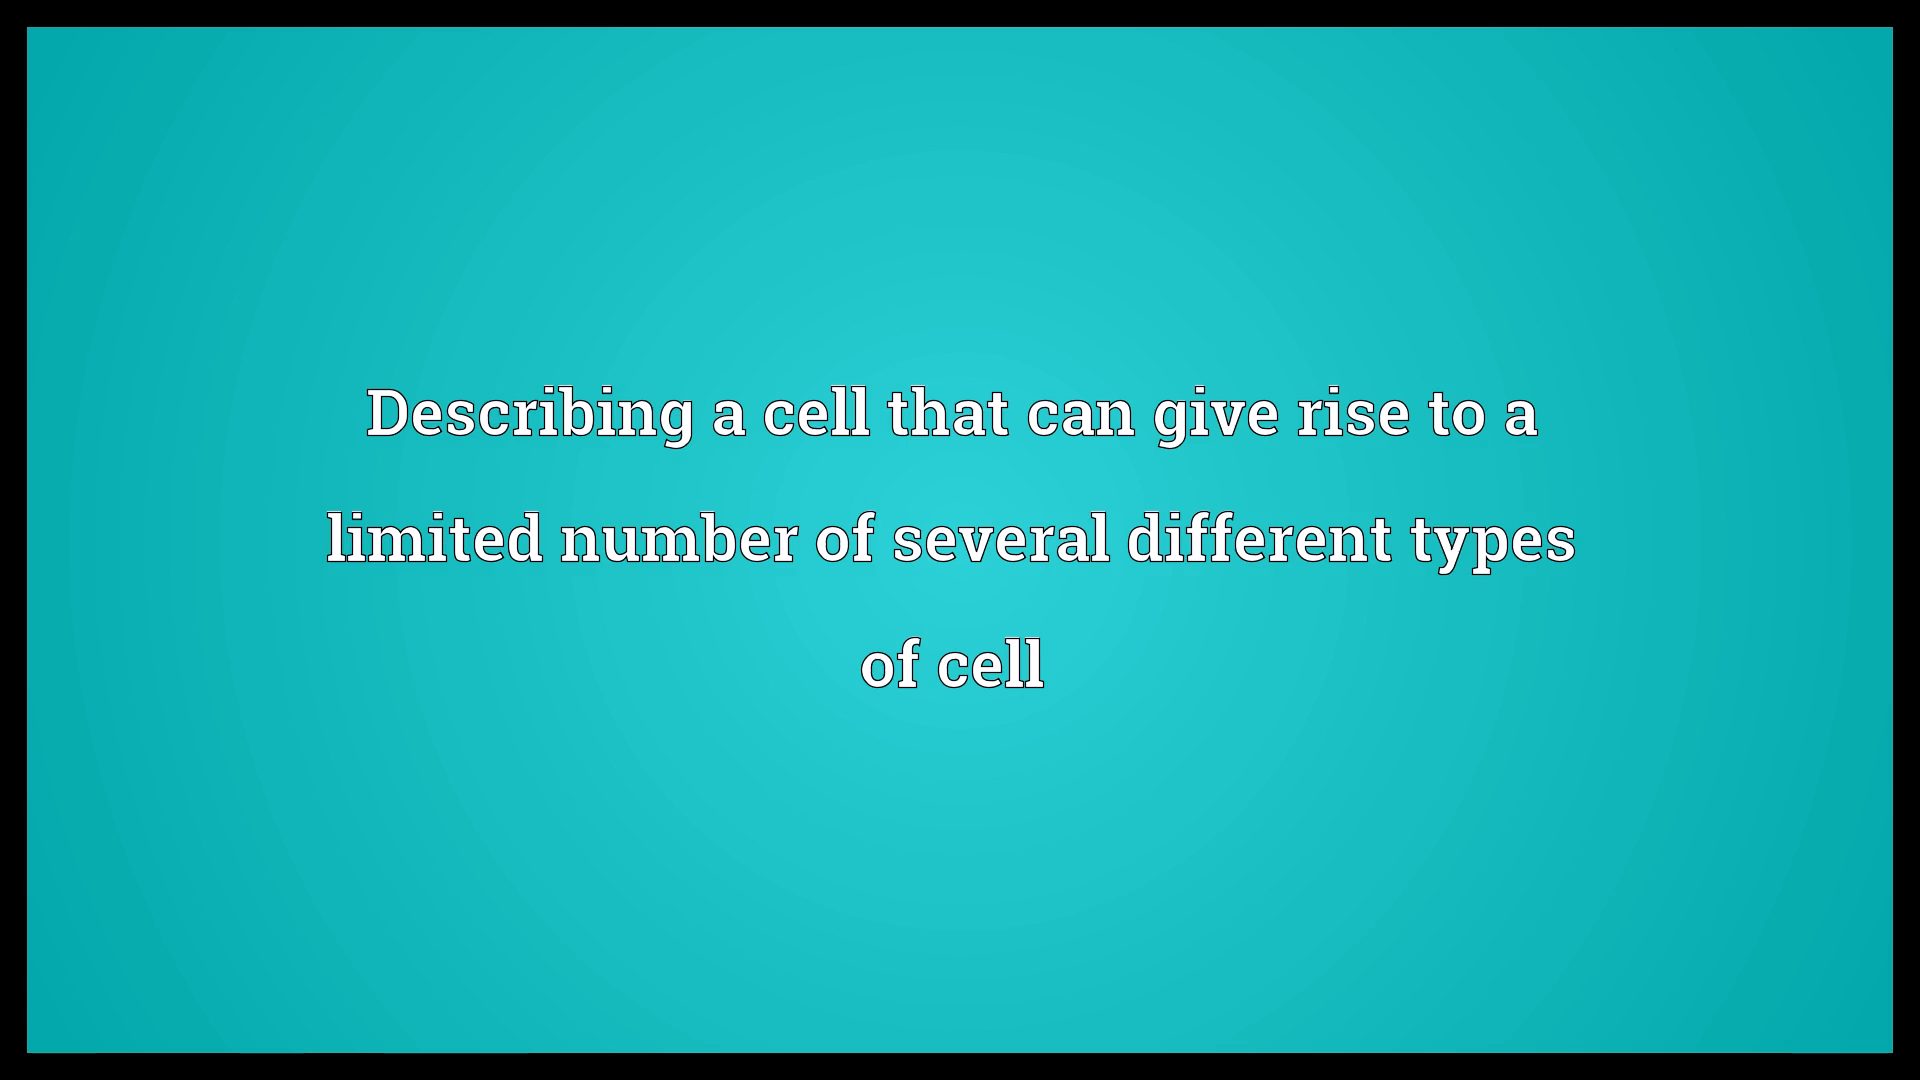 Describing a cell that can give rise to a
limited number of several different types
of cell